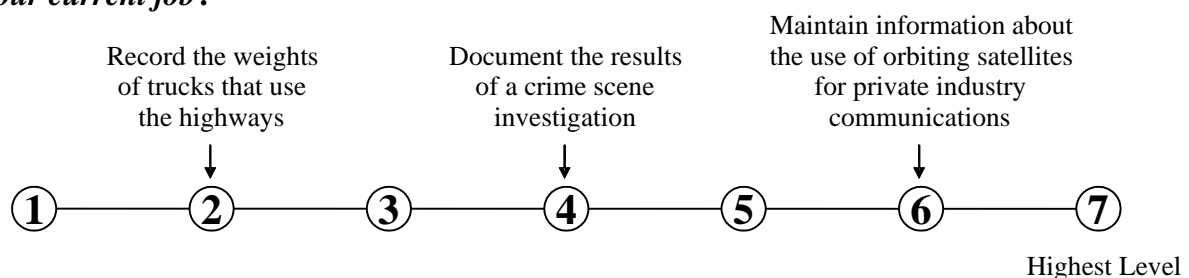 current job?
Record the weights
of trucks that use
the highways
Document the results
of a crime scene
investigation
Maintain information about
the use of orbiting satellites
for private industry
communications
1 2 3 4 5 6 7
Highest Level